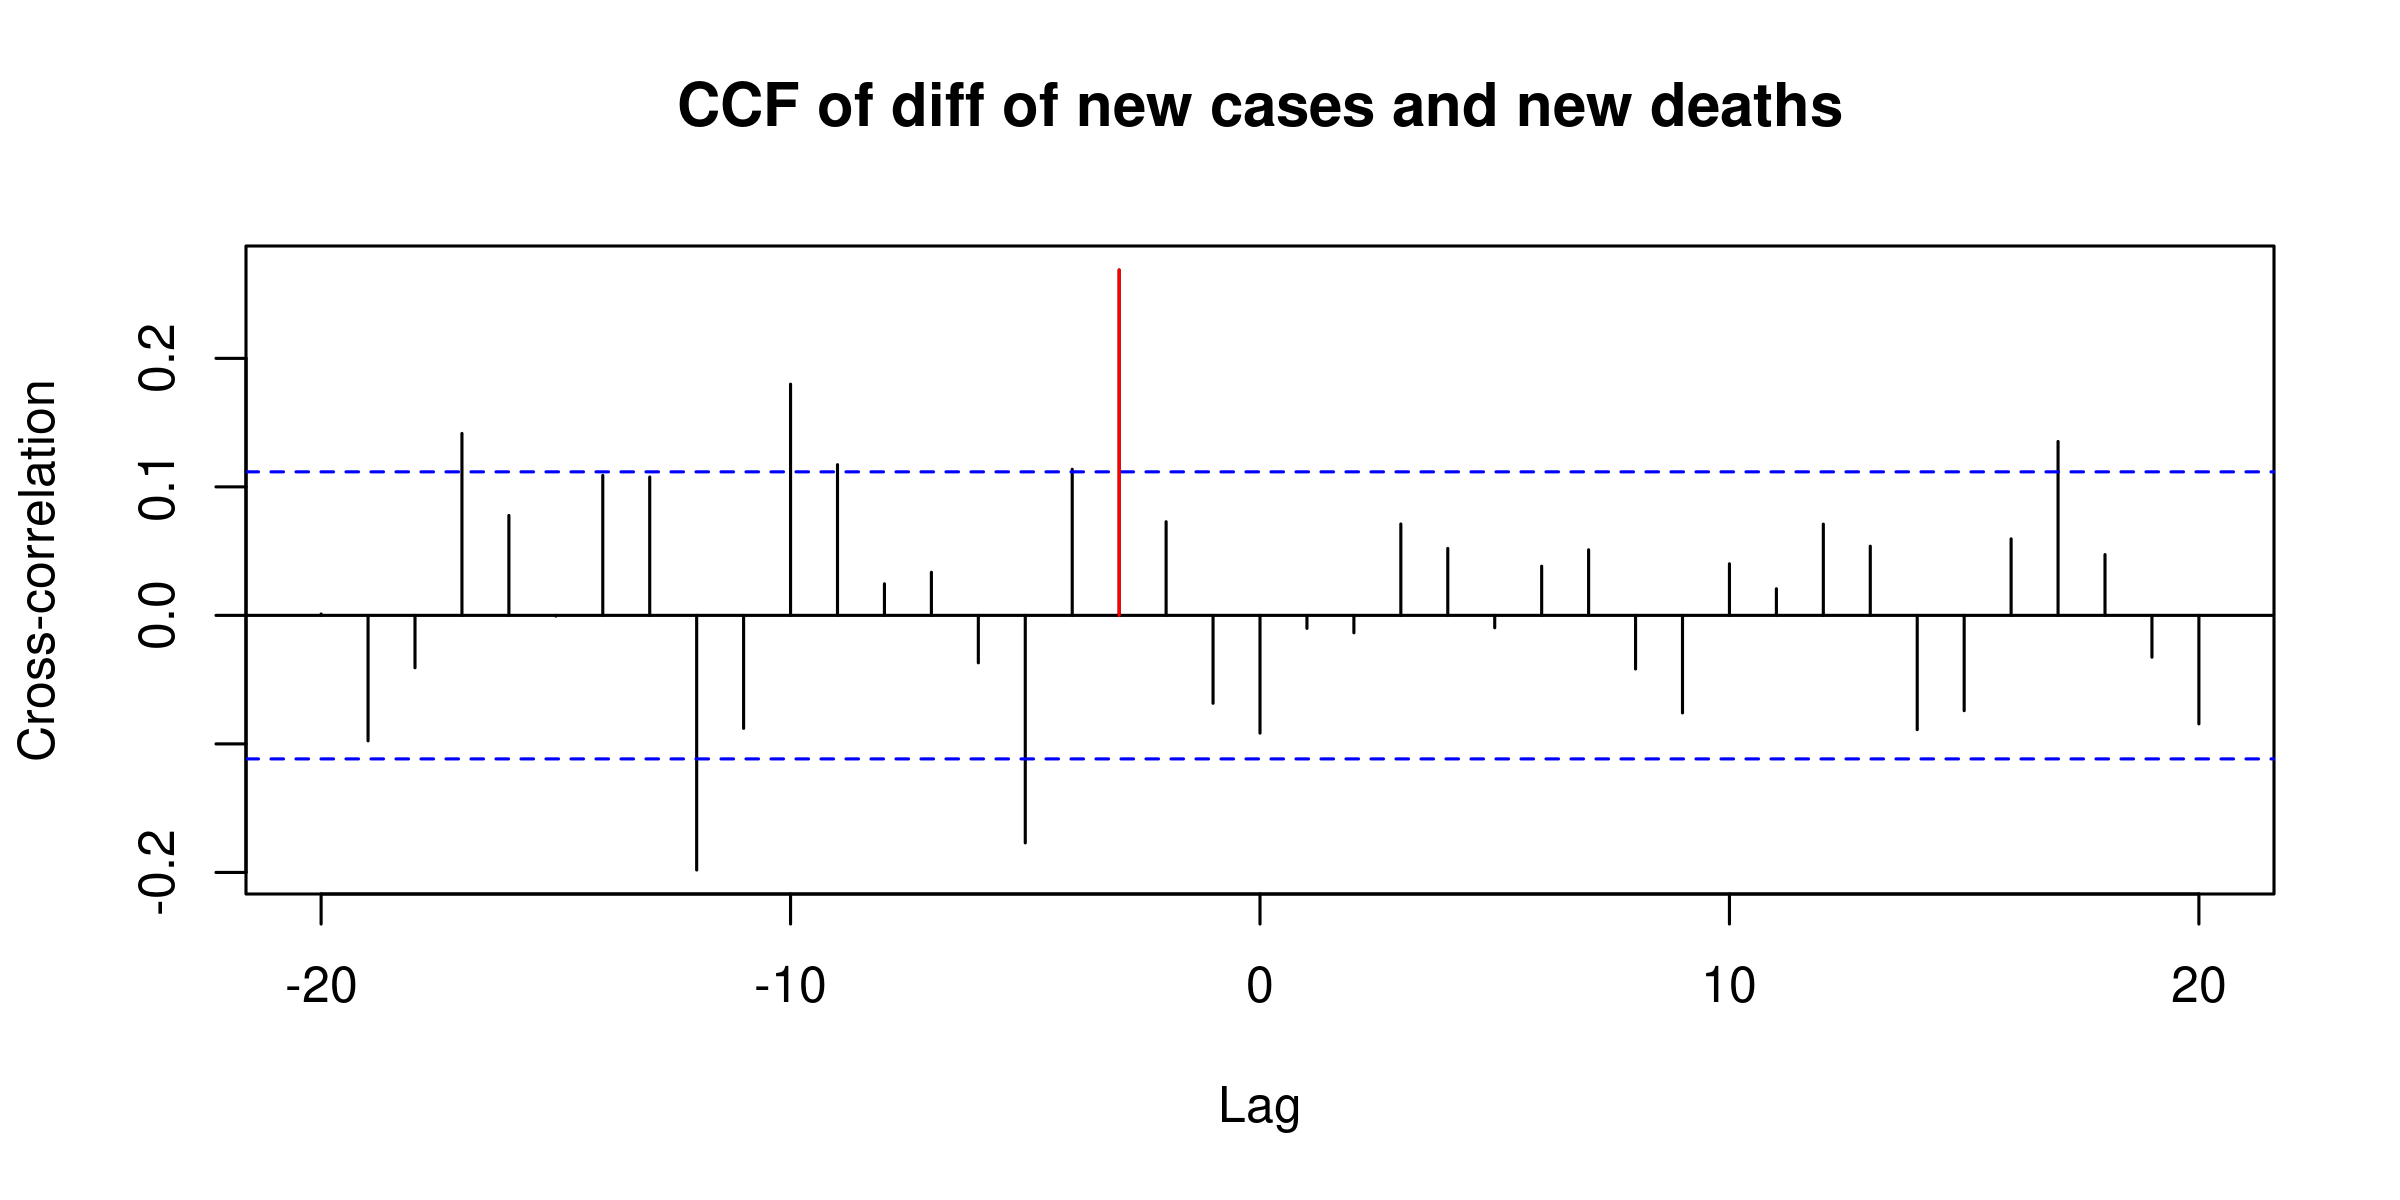 CCF of diff of new cases and new deaths
Cross-correlation
0.2
0.1
0.0
-0.2
-20 -10 0 10 20
Lag